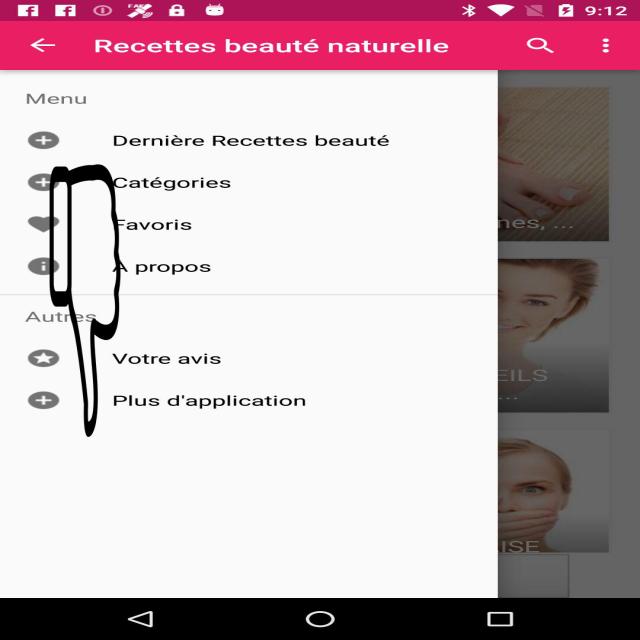 9:12
Recettes beauté naturelle
Menu
Dernière Recettes beauté
Catégories
Favoris
A propos
Autres
Votre avis
Plus d'application
nes, ...
EILS
...
ISE